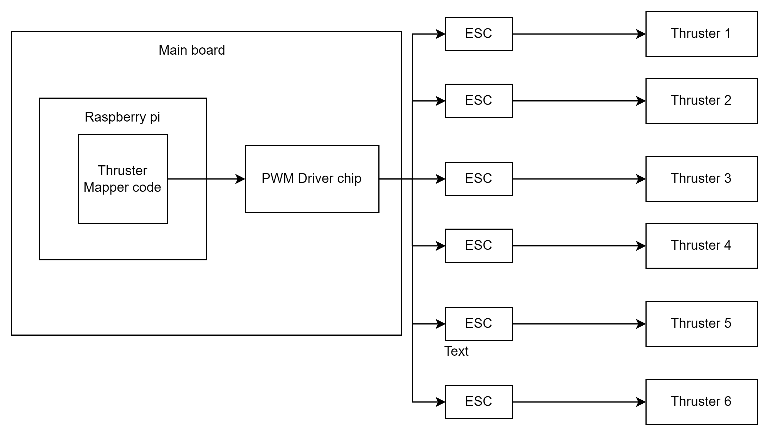 Main board
Raspberry pi
Thruster
Mapper code
PWM Driver chip
ESC
Thruster 1
ESC
Thruster 2
ESC
Thruster 3
ESC
Thruster 4
ESC
Thruster 5
Text
ESC
Thruster 6